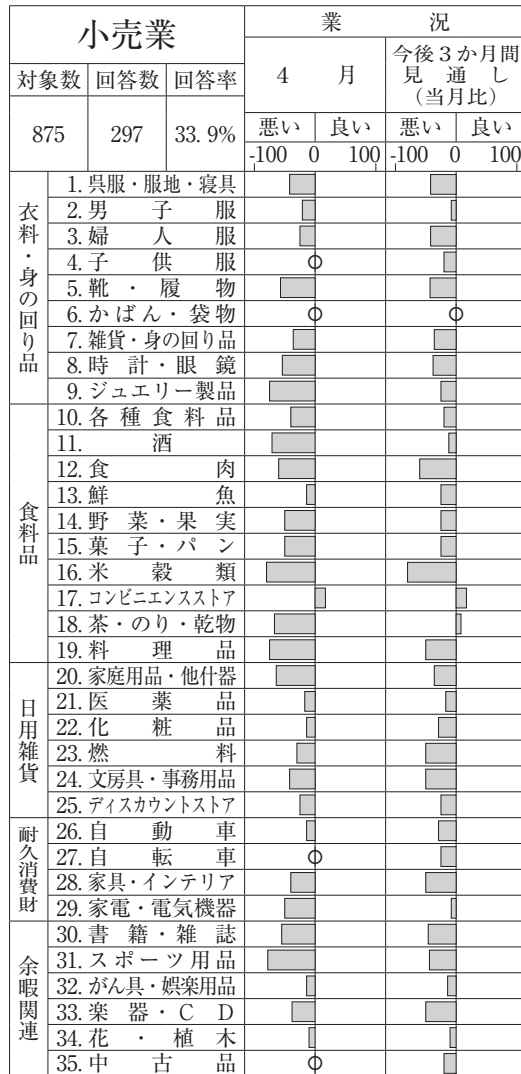 小売業
業況
対象数 回答数 回答率
4月
今後3か月間
見通し
(当月比)
875 297 33.9%
悪い 良い 悪い 良い
-100 0 100 -100 0 100
衣料・身の回り品
1.呉服・服地・寝具
2.男子服
3.婦人服
4.子供服
5.靴・履物
6.かばん・袋物
7.雑貨・身の回り品
8.時計・眼鏡
9.ジュエリー製品
食料品
10.各種食料品
11.酒
12.食肉
13.鮮魚
14.野菜・果実
15.菓子・パン
16.米穀類
17.コンビニエンスストア
18.茶・のり・乾物
19.料理品
日用雑貨
20.家庭用品・他什器
21.医薬品
22.化粧品
23.燃料
24.文房具・事務用品
25.ディスカウントストア
耐久消費財
26.自動車
27.自転車
28.家具・インテリア
29.家電・電気機器
余暇関連
30.書籍・雑誌
31.スポーツ用品
32.がん具・娯楽用品
33.楽器・CD
34.花・植木
35.中古品